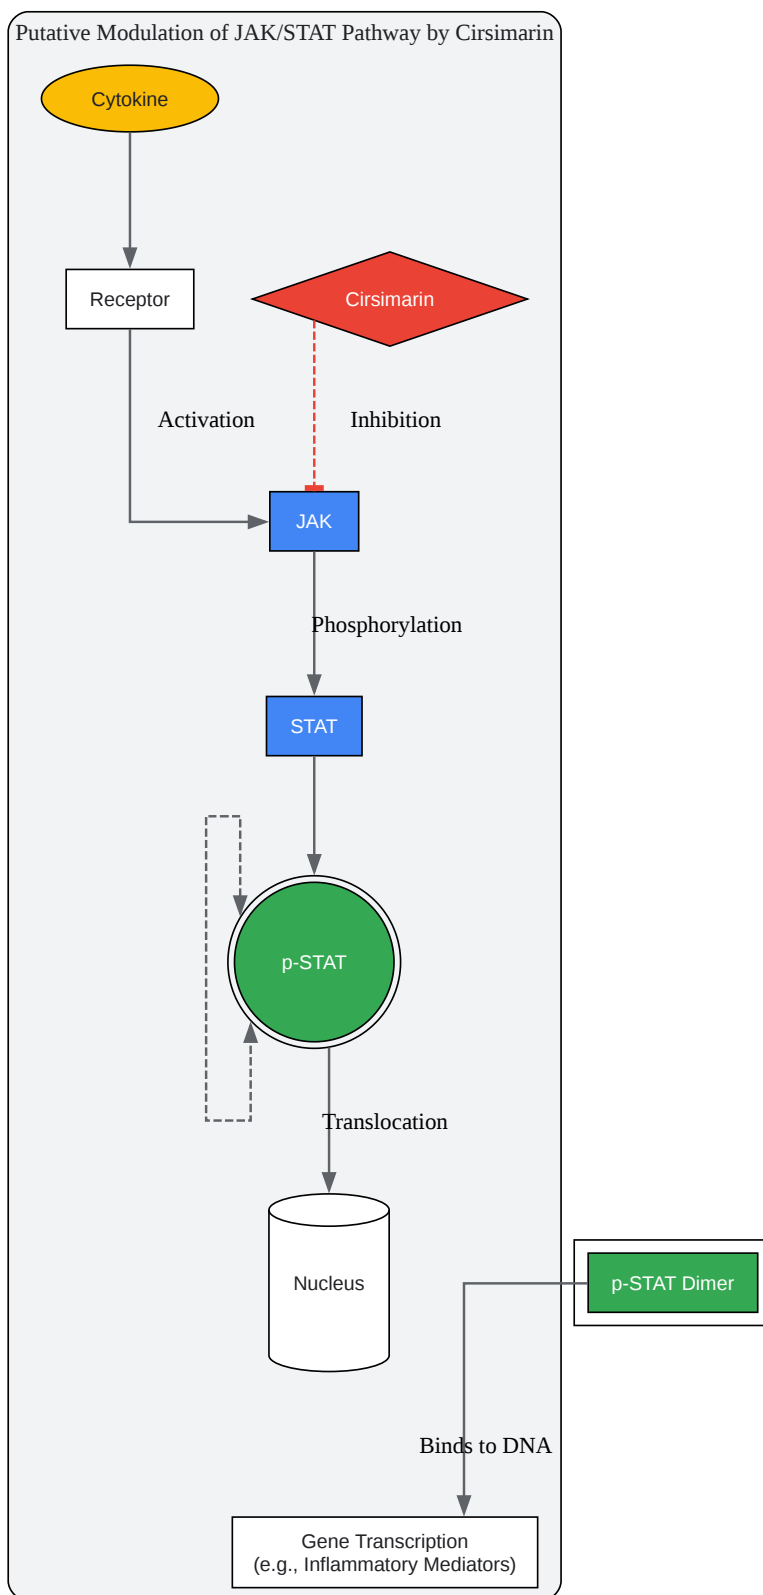 Putative Modulation of JAK/STAT Pathway by Cirsimarin
Cytokine
Receptor
Cirsimarin
Activation
Inhibition
JAK
Phosphorylation
STAT
p-STAT
Translocation
Nucleus
p-STAT Dimer
Binds to DNA
Gene Transcription
(e.g., Inflammatory Mediators)